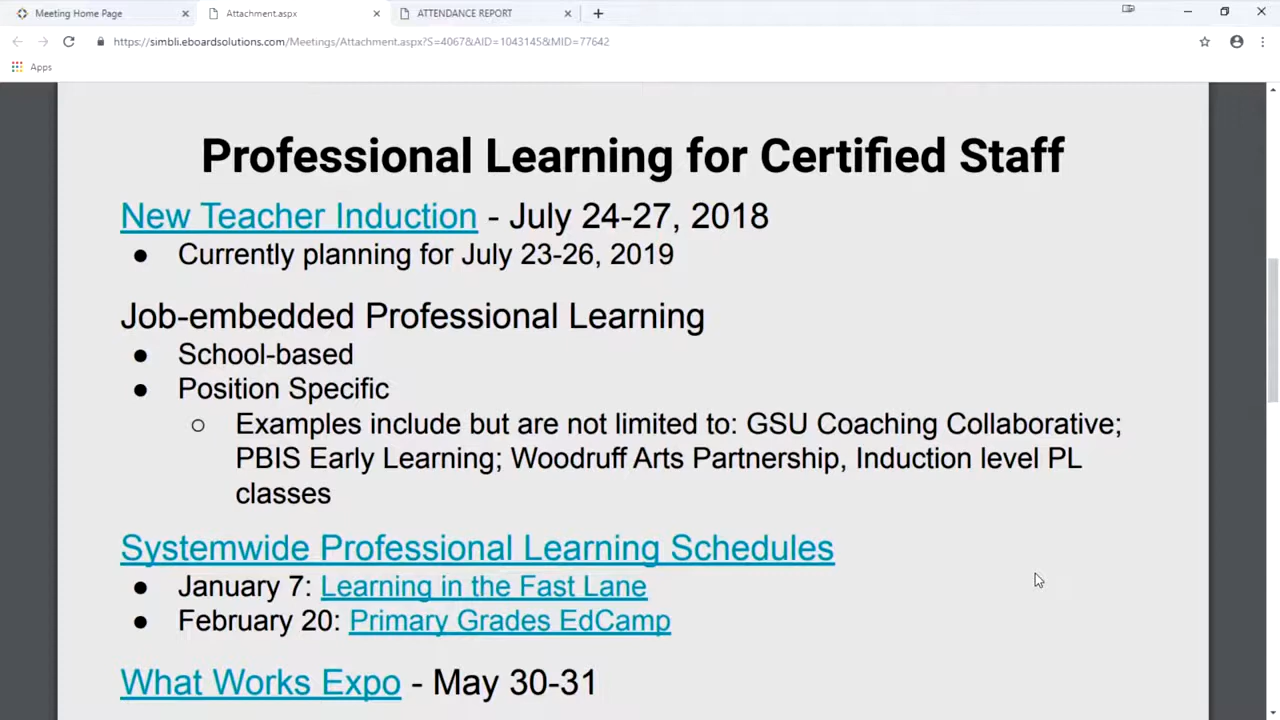 Meeting Home Page
Attachment.aspx
ATTENDANCE REPORT
https://simbli.eboardsolutions.com/Meetings/Attachment.aspx?S=4067&AID=1043145&MID=77642
Apps
Professional Learning for Certified Staff
New Teacher Induction - July 24-27, 2018
● Currently planning for July 23-26, 2019
Job-embedded Professional Learning
● School-based
● Position Specific
○ Examples include but are not limited to: GSU Coaching Collaborative;
PBIS Early Learning; Woodruff Arts Partnership, Induction level PL
classes
Systemwide Professional Learning Schedules
● January 7: Learning in the Fast Lane
● February 20: Primary Grades EdCamp
What Works Expo - May 30-31